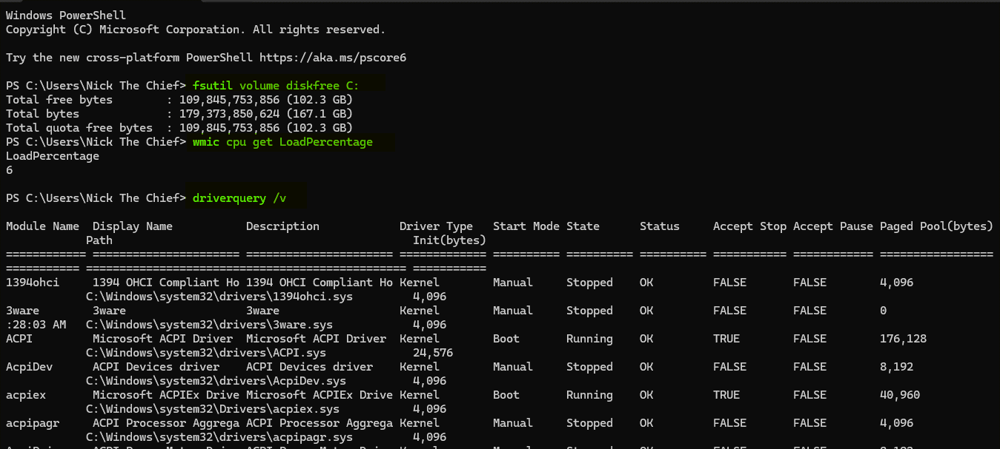 Windows PowerShell
Copyright (C) Microsoft Corporation. All rights reserved.
Try the new cross-platform PowerShell https://aka.ms/pscore6
PS C:\Users\Nick The Chief> fsutil volume diskfree C:
Total free bytes        : 109,845,753,856 (102.3 GB)
Total bytes             : 179,373,850,624 (167.1 GB)
Total quota free bytes  : 109,845,753,856 (102.3 GB)
PS C:\Users\Nick The Chief> wmic cpu get LoadPercentage
LoadPercentage
6
PS C:\Users\Nick The Chief> driverquery /v
Module Name  Display Name           Description            Driver Type   Start Mode State      Status     Accept Stop Accept Pause Paged Pool(bytes)
            Path                                             Init(bytes)
============ ====================== ====================== ============= ========== ========== ========== =========== ============ =================
=========== ================================================ ===========
1394ohci     1394 OHCI Compliant Ho 1394 OHCI Compliant Ho Kernel        Manual     Stopped    OK         FALSE       FALSE        4,096
            C:\Windows\system32\drivers\1394ohci.sys         4,096
3ware        3ware                  3ware                  Kernel        Manual     Stopped    OK         FALSE       FALSE        0
:28:03 AM   C:\Windows\system32\drivers\3ware.sys            4,096
ACPI         Microsoft ACPI Driver  Microsoft ACPI Driver  Kernel        Boot       Running    OK         TRUE        FALSE        176,128
            C:\Windows\system32\drivers\ACPI.sys             24,576
AcpiDev      ACPI Devices driver    ACPI Devices driver    Kernel        Manual     Stopped    OK         FALSE       FALSE        8,192
            C:\Windows\system32\drivers\AcpiDev.sys          4,096
acpiex       Microsoft ACPIEx Drive Microsoft ACPIEx Drive Kernel        Boot       Running    OK         TRUE        FALSE        40,960
            C:\Windows\system32\Drivers\acpiex.sys           4,096
acpipagr     ACPI Processor Aggrega ACPI Processor Aggrega Kernel        Manual     Stopped    OK         FALSE       FALSE        4,096
            C:\Windows\system32\drivers\acpipagr.sys         4,096